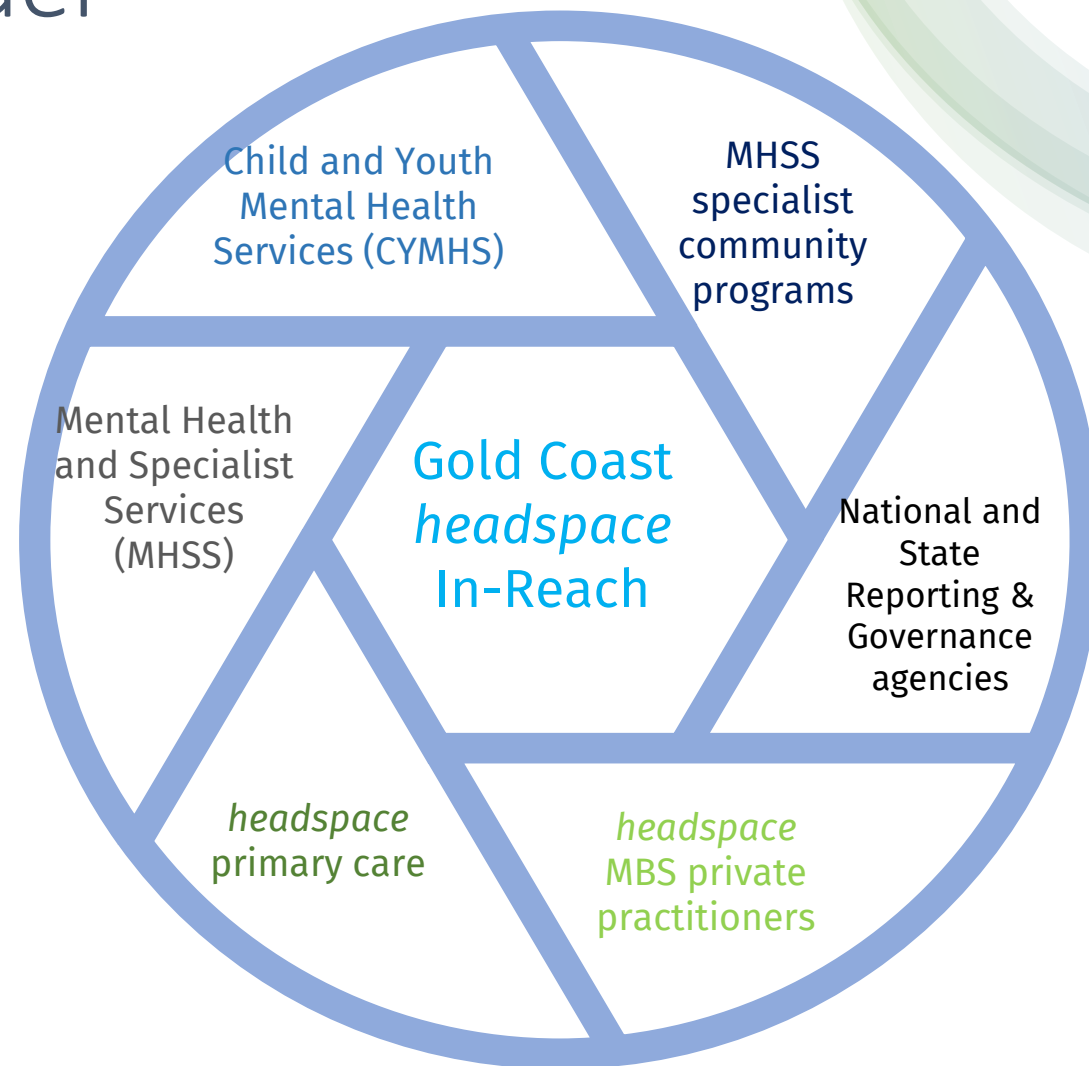 Child and Youth
Mental Health
Services (CYMHS)
MHSS
specialist
community
programs
Mental Health
and Specialist
Services
(MHSS)
Gold Coast
headspace
In-Reach
National and
State
Reporting &
Governance
agencies
headspace
primary care
headspace
MBS private
practitioners